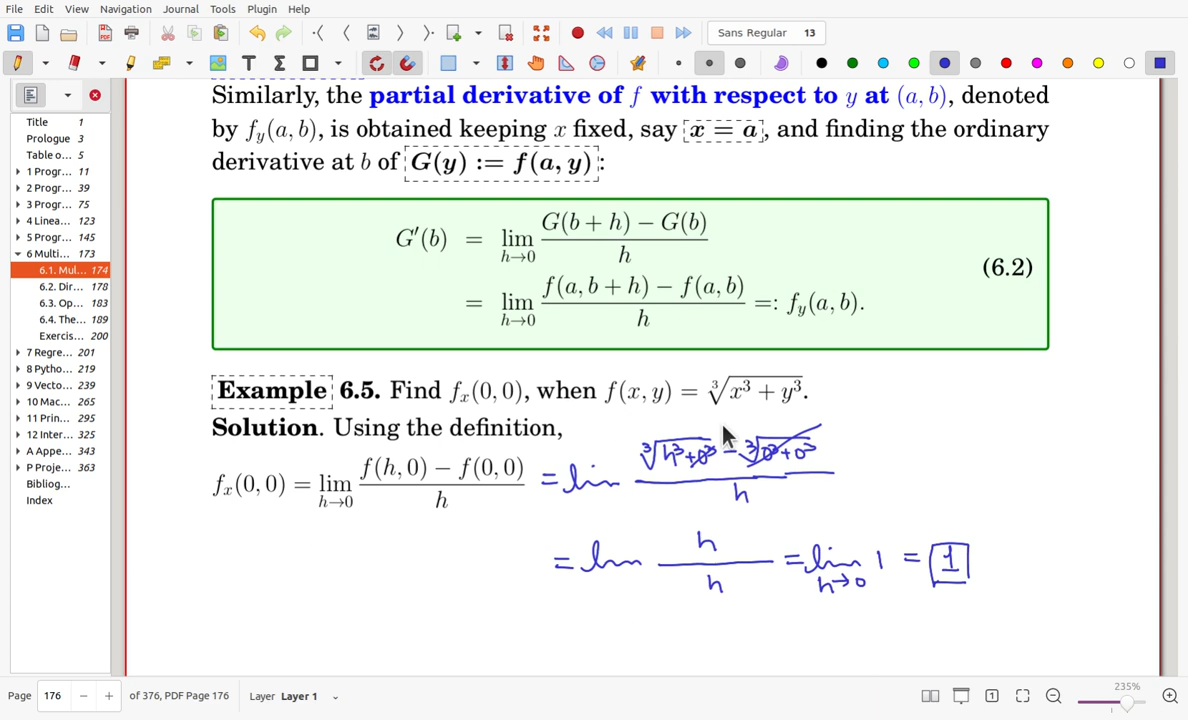 File Edit View Navigation Journal Tools Plugin Help
Sans Regular 13
Title 1
Prologue 3
Table o... 5
1 Progr... 11
2 Progr... 39
3 Progr... 75
4 Linea... 123
5 Progr... 145
6 Multi... 173
6.1. Mul... 174
6.2. Dir... 178
6.3. Op... 183
6.4. The... 189
Exercis... 200
7 Regre... 201
8 Pytho... 219
9 Vecto... 239
10 Mac... 265
11 Prin... 295
12 Inter... 325
A Appe... 343
P Proje... 363
Bibliog...
Index
Similarly, the partial derivative of f with respect to y at (a, b), denoted
by f_y(a, b), is obtained keeping x fixed, say x = a, and finding the ordinary
derivative at b of G(y) := f(a, y):
G′(b) = lim_{h→0} (G(b + h) − G(b))/h
= lim_{h→0} (f(a, b + h) − f(a, b))/h =: f_y(a, b).
(6.2)
Example 6.5. Find f_x(0, 0), when f(x, y) = ∛(x³ + y³).
Solution. Using the definition,
f_x(0, 0) = lim_{h→0} (f(h, 0) − f(0, 0))/h = lim (∛(h³+0³) − ∛(0³+0³))/h
= lim h/h = lim_{h→0} 1 = 1
Page 176 of 376, PDF Page 176 Layer Layer 1 235%